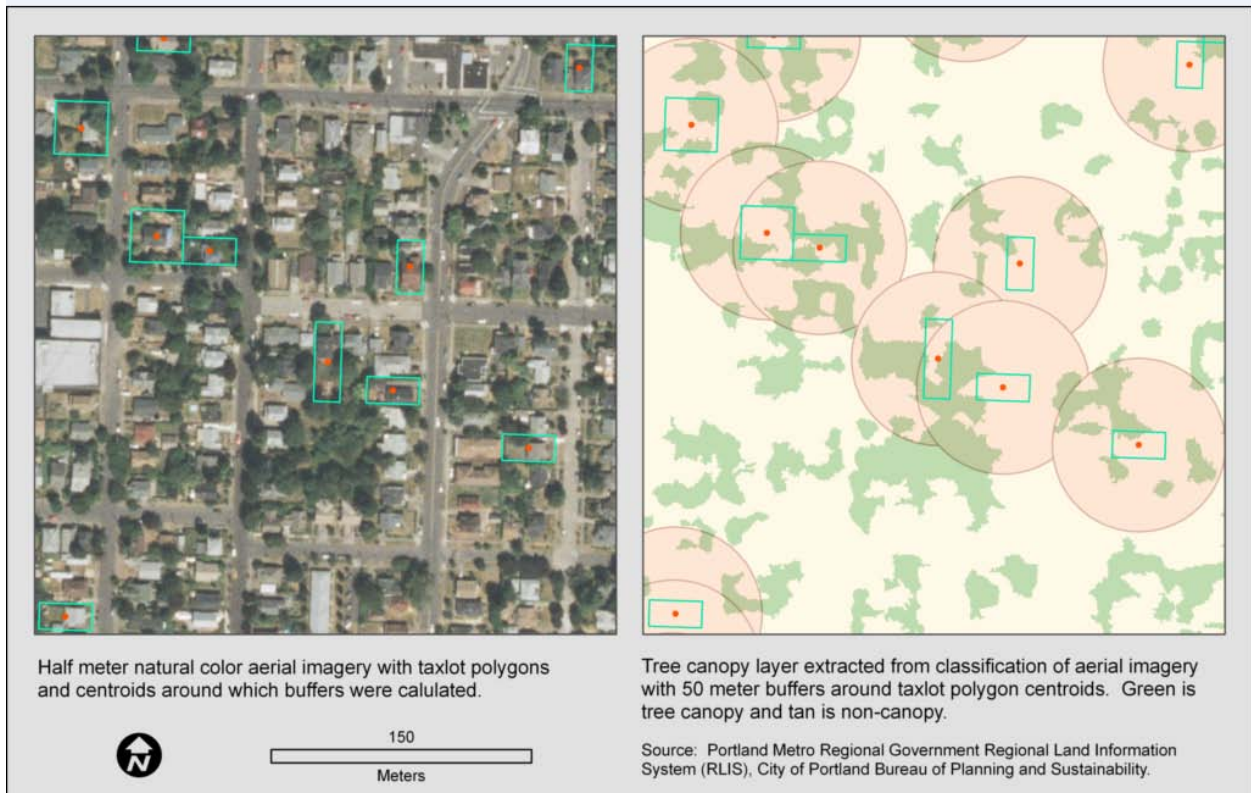 Half meter natural color aerial imagery with taxlot polygons
and centroids around which buffers were calulated.
N
150
Meters
Tree canopy layer extracted from classification of aerial imagery
with 50 meter buffers around taxlot polygon centroids.  Green is
tree canopy and tan is non-canopy.
Source:  Portland Metro Regional Government Regional Land Information
System (RLIS), City of Portland Bureau of Planning and Sustainability.